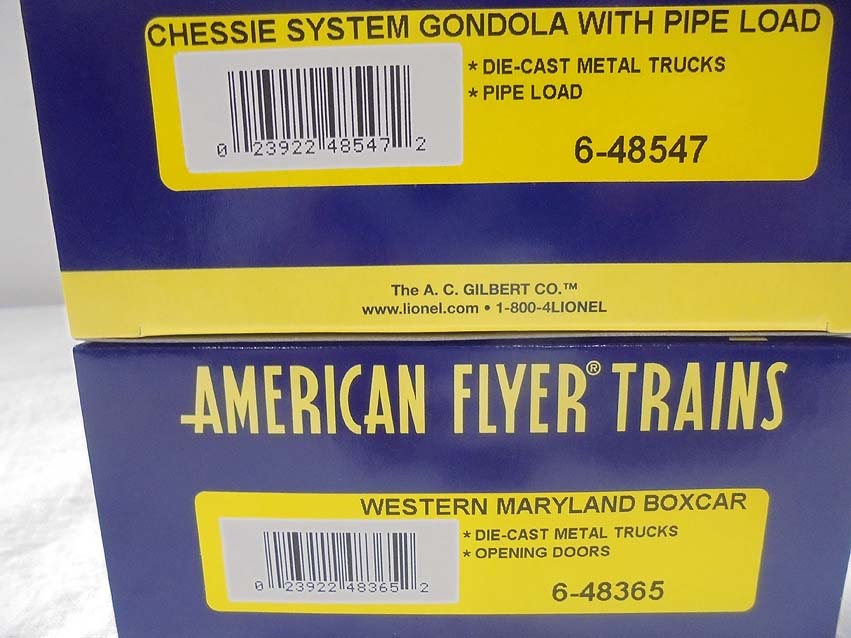 CHESSIE SYSTEM GONDOLA WITH PIPE LOAD
* DIE-CAST METAL TRUCKS
* PIPE LOAD
0 23922 48547 2
6-48547
The A. C. GILBERT CO.™
www.lionel.com • 1-800-4LIONEL
AMERICAN FLYER® TRAINS
WESTERN MARYLAND BOXCAR
* DIE-CAST METAL TRUCKS
* OPENING DOORS
0 23922 48365 2
6-48365